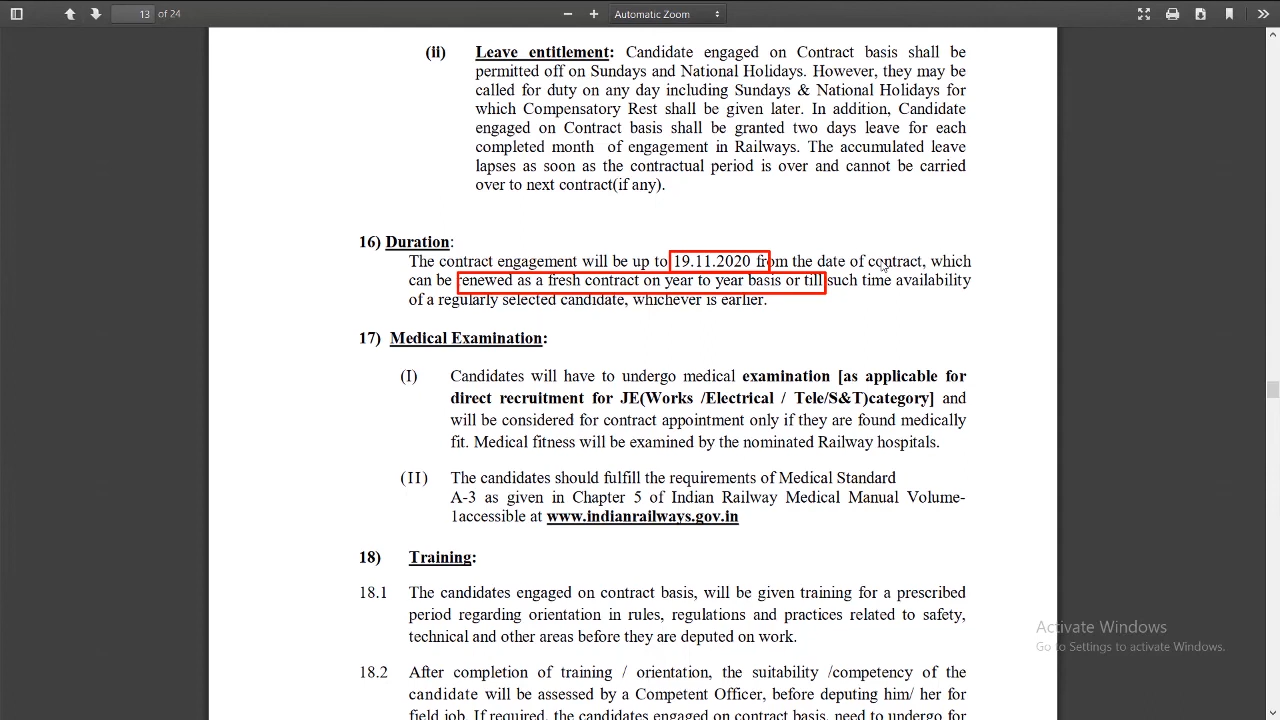 13 of 24
Automatic Zoom
(ii) Leave entitlement: Candidate engaged on Contract basis shall be
permitted off on Sundays and National Holidays. However, they may be
called for duty on any day including Sundays & National Holidays for
which Compensatory Rest shall be given later. In addition, Candidate
engaged on Contract basis shall be granted two days leave for each
completed month of engagement in Railways. The accumulated leave
lapses as soon as the contractual period is over and cannot be carried
over to next contract(if any).
16) Duration:
The contract engagement will be up to 19.11.2020 from the date of contract, which
can be renewed as a fresh contract on year to year basis or till such time availability
of a regularly selected candidate, whichever is earlier.
17) Medical Examination:
(I) Candidates will have to undergo medical examination [as applicable for
direct recruitment for JE(Works /Electrical / Tele/S&T)category] and
will be considered for contract appointment only if they are found medically
fit. Medical fitness will be examined by the nominated Railway hospitals.
(II) The candidates should fulfill the requirements of Medical Standard
A-3 as given in Chapter 5 of Indian Railway Medical Manual Volume-
1accessible at www.indianrailways.gov.in
18) Training:
18.1 The candidates engaged on contract basis, will be given training for a prescribed
period regarding orientation in rules, regulations and practices related to safety,
technical and other areas before they are deputed on work.
Activate Windows
Go to Settings to activate Windows.
18.2 After completion of training / orientation, the suitability /competency of the
candidate will be assessed by a Competent Officer, before deputing him/ her for
field job. If required, the candidates engaged on contract basis, need to undergo for